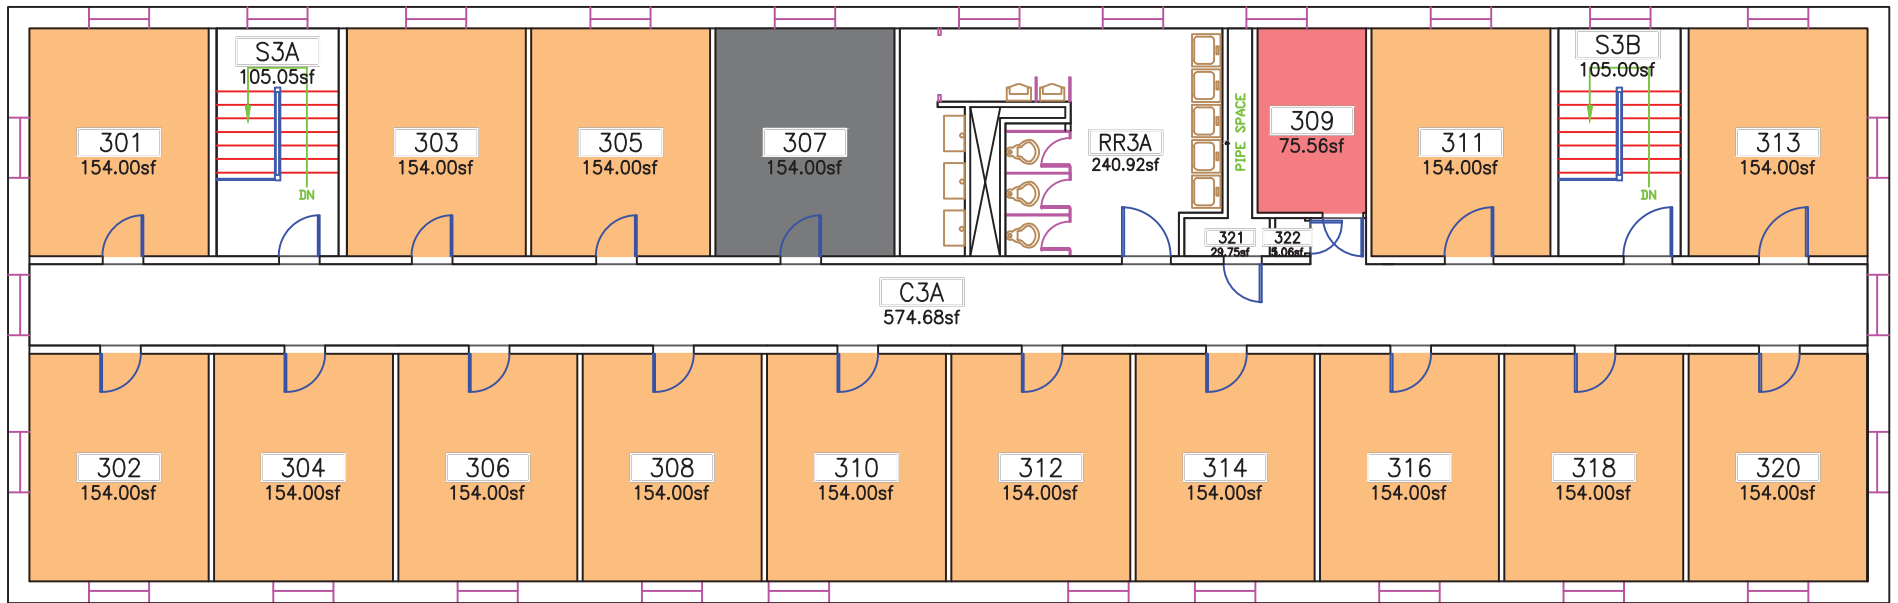 S3A
105.05sf
S3B
105.00sf
301
154.00sf
303
154.00sf
305
154.00sf
307
154.00sf
RR3A
240.92sf
PIPE SPACE
309
75.56sf
311
154.00sf
313
154.00sf
DN
DN
321
29.75sf
322
C3A
574.68sf
302
154.00sf
304
154.00sf
306
154.00sf
308
154.00sf
310
154.00sf
312
154.00sf
314
154.00sf
316
154.00sf
318
154.00sf
320
154.00sf